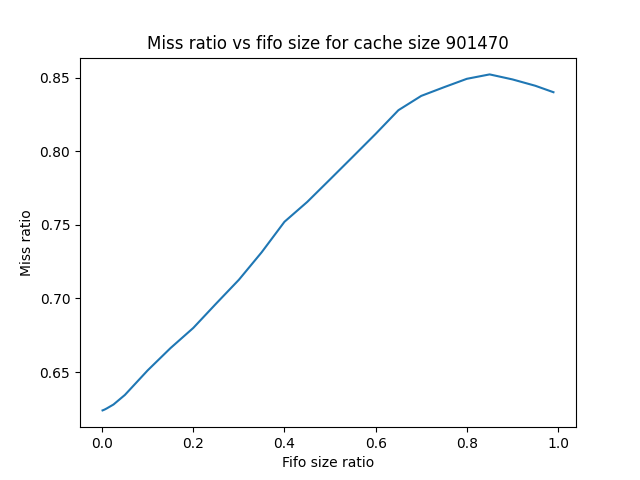 Miss ratio vs fifo size for cache size 901470
0.85
0.80
0.75
0.70
0.65
Miss ratio
0.0 0.2 0.4 0.6 0.8 1.0
Fifo size ratio